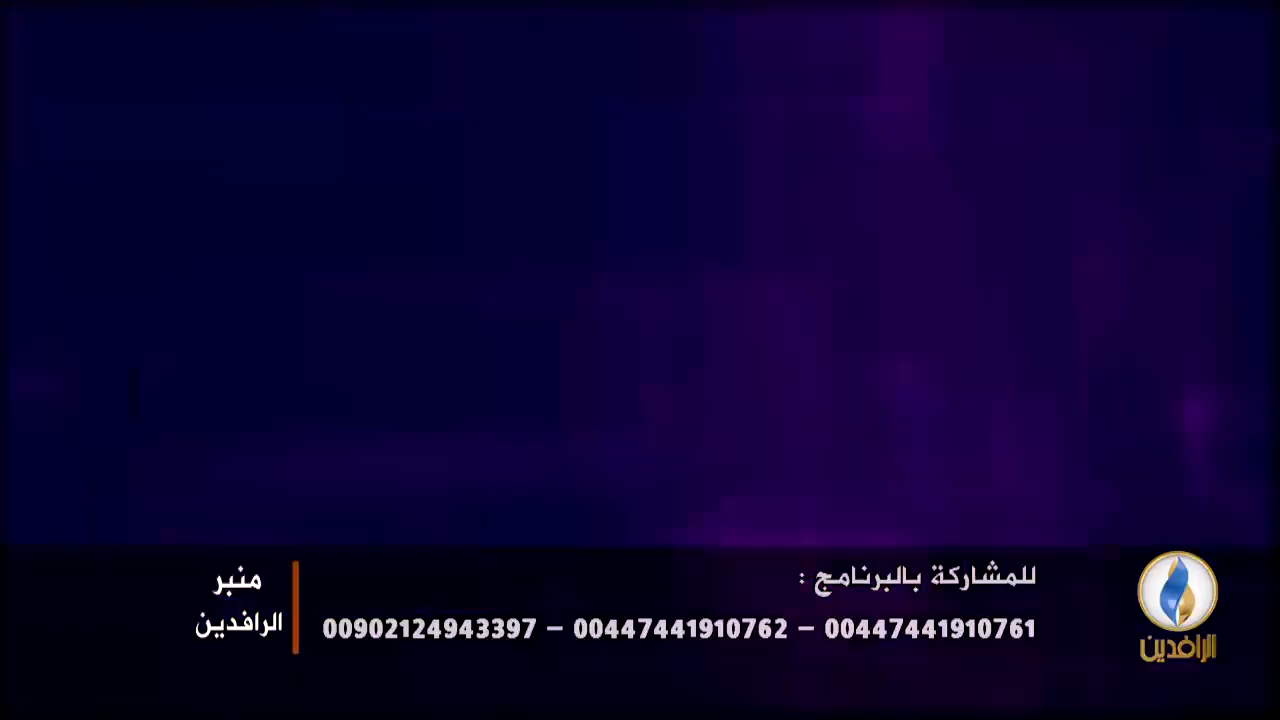 للمشاركة بالبرنامج :
00447441910761 – 00447441910762 – 00902124943397
منبر
الرافدين
الرافدين